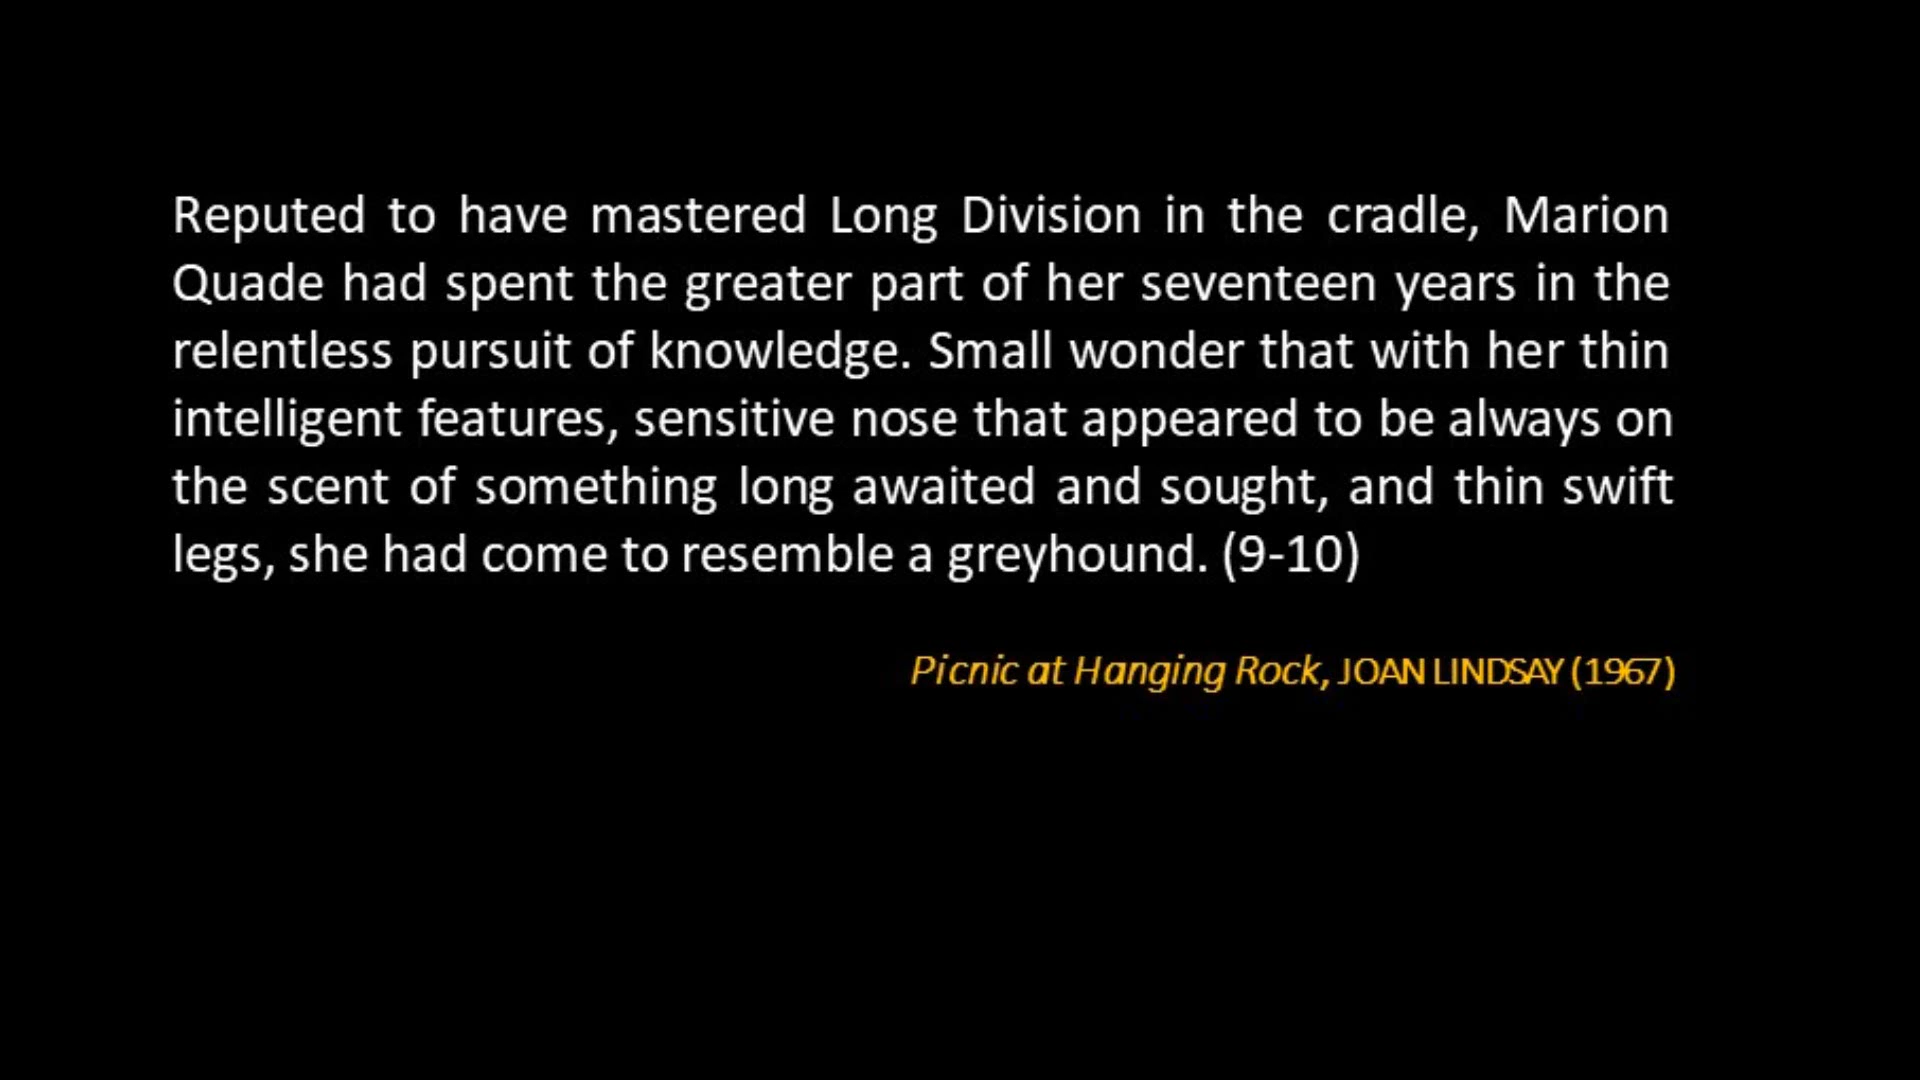 Reputed to have mastered Long Division in the cradle, Marion
Quade had spent the greater part of her seventeen years in the
relentless pursuit of knowledge. Small wonder that with her thin
intelligent features, sensitive nose that appeared to be always on
the scent of something long awaited and sought, and thin swift
legs, she had come to resemble a greyhound. (9-10)
Picnic at Hanging Rock, JOAN LINDSAY (1967)